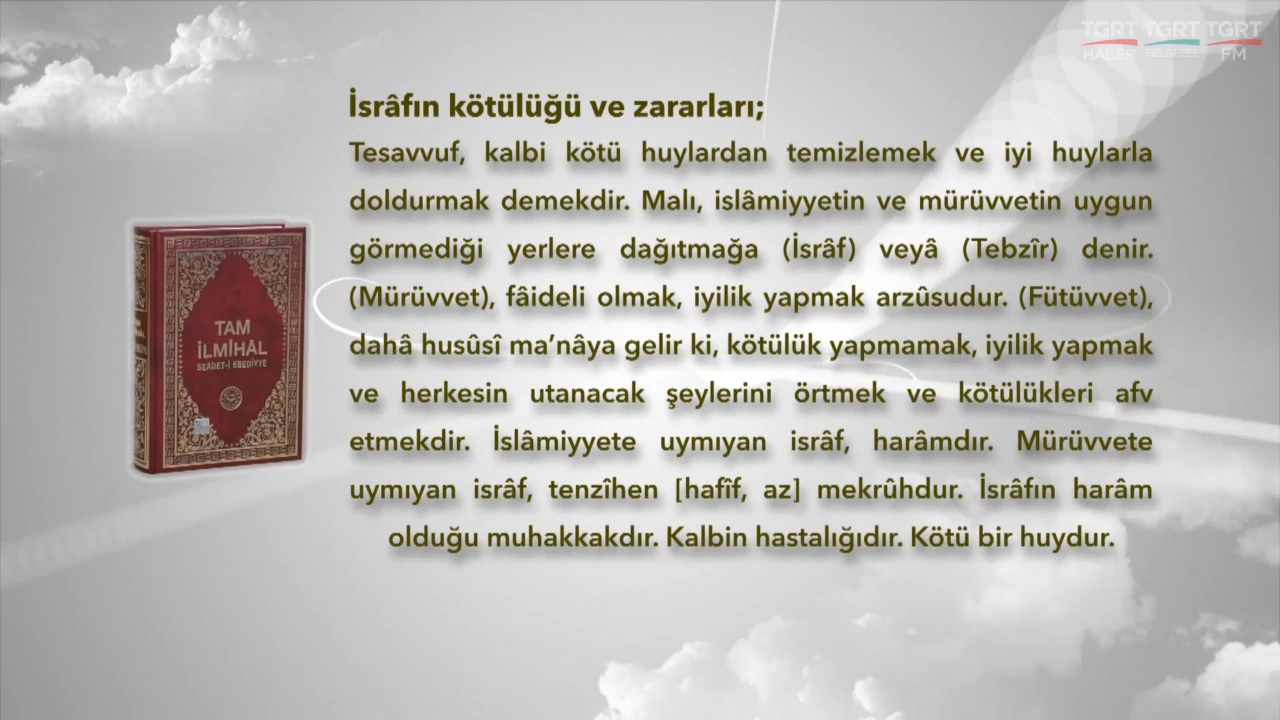 TGRT HABER
TGRT BELGESEL
TGRT FM
İsrâfın kötülüğü ve zararları;
Tesavvuf, kalbi kötü huylardan temizlemek ve iyi huylarla
doldurmak demekdir. Malı, islâmiyyetin ve mürüvvetin uygun
görmediği yerlere dağıtmağa (İsrâf) veyâ (Tebzîr) denir.
(Mürüvvet), fâideli olmak, iyilik yapmak arzûsudur. (Fütüvvet),
dahâ husûsî ma’nâya gelir ki, kötülük yapmamak, iyilik yapmak
ve herkesin utanacak şeylerini örtmek ve kötülükleri afv
etmekdir. İslâmiyyete uymıyan isrâf, harâmdır. Mürüvvete
uymıyan isrâf, tenzîhen [hafîf, az] mekrûhdur. İsrâfın harâm
olduğu muhakkakdır. Kalbin hastalığıdır. Kötü bir huydur.
TAM
İLMİHÂL
SEADET-İ EBEDİYYE